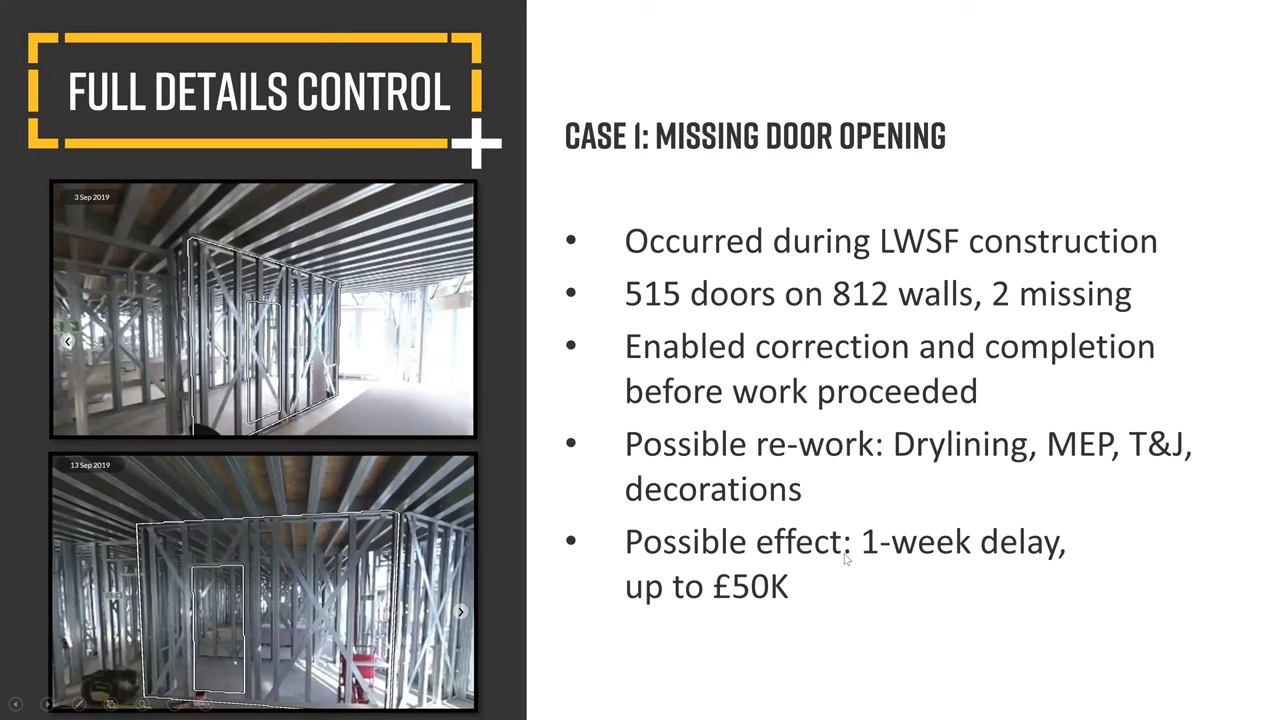 FULL DETAILS CONTROL
3 Sep 2019
13 Sep 2019
CASE 1: MISSING DOOR OPENING
• Occurred during LWSF construction
• 515 doors on 812 walls, 2 missing
• Enabled correction and completion
before work proceeded
• Possible re-work: Drylining, MEP, T&J,
decorations
• Possible effect: 1-week delay,
up to £50K